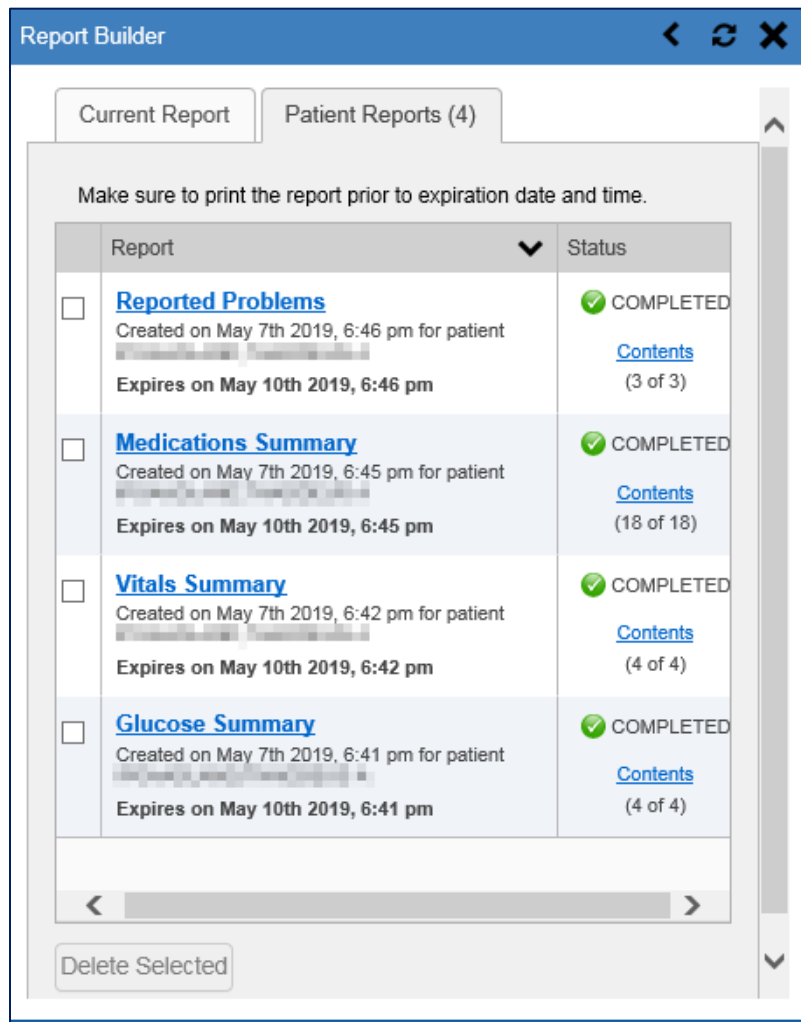 Report Builder
Current Report
Patient Reports (4)
Make sure to print the report prior to expiration date and time.
Report
Status
Reported Problems
Created on May 7th 2019, 6:46 pm for patient
Expires on May 10th 2019, 6:46 pm
COMPLETED
Contents
(3 of 3)
Medications Summary
Created on May 7th 2019, 6:45 pm for patient
Expires on May 10th 2019, 6:45 pm
COMPLETED
Contents
(18 of 18)
Vitals Summary
Created on May 7th 2019, 6:42 pm for patient
Expires on May 10th 2019, 6:42 pm
COMPLETED
Contents
(4 of 4)
Glucose Summary
Created on May 7th 2019, 6:41 pm for patient
Expires on May 10th 2019, 6:41 pm
COMPLETED
Contents
(4 of 4)
Delete Selected